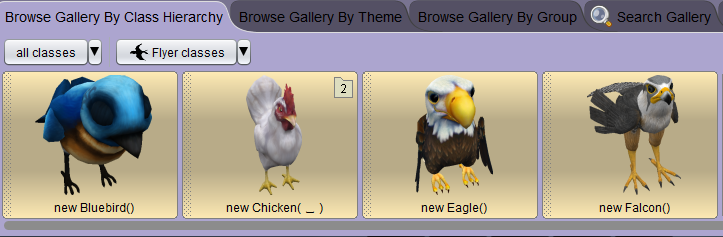 Browse Gallery By Class Hierarchy Browse Gallery By Theme Browse Gallery By Group Search Gallery
all classes Flyer classes
2
new Bluebird() new Chicken( _ ) new Eagle() new Falcon()